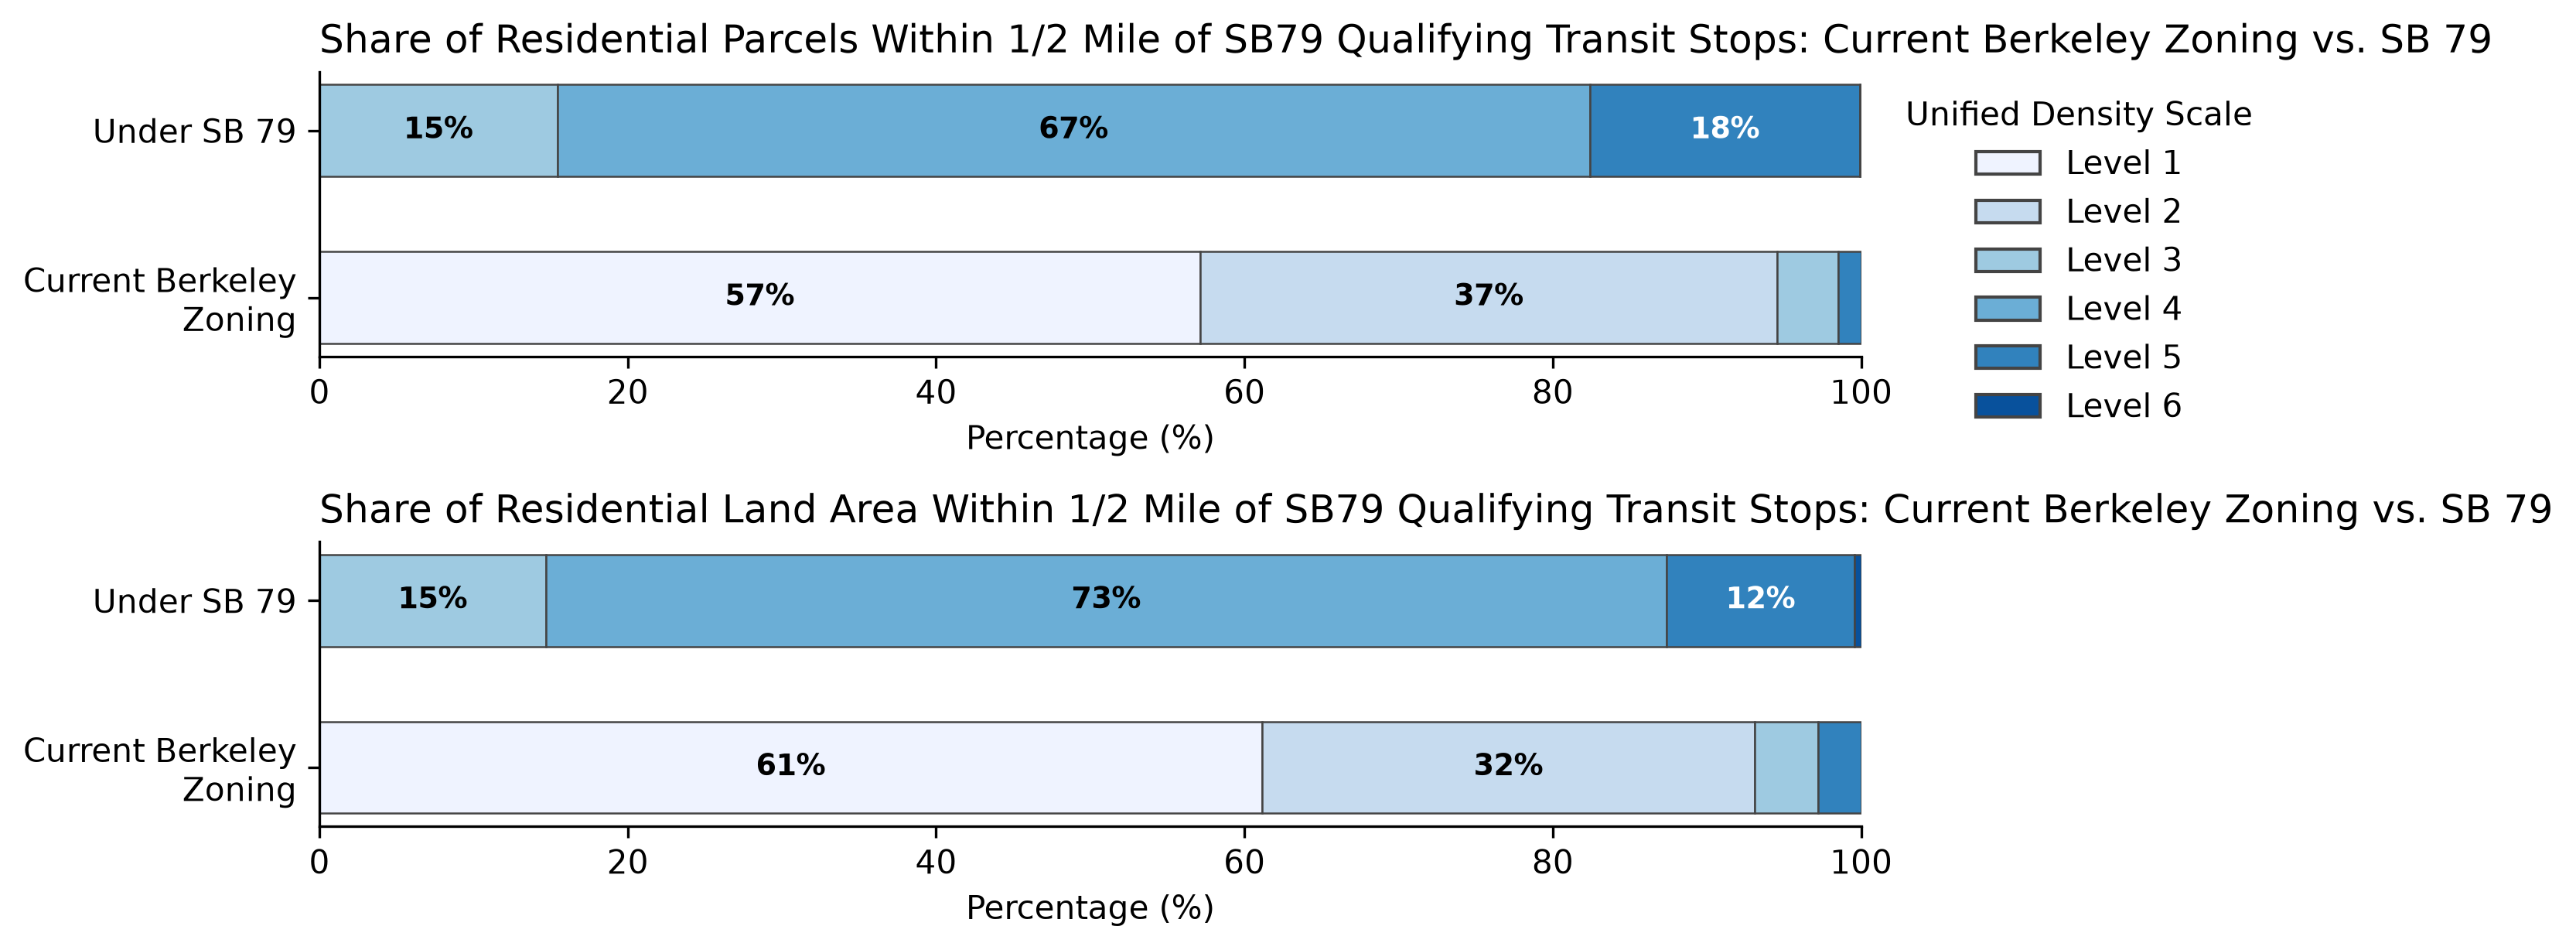 Share of Residential Parcels Within 1/2 Mile of SB79 Qualifying Transit Stops: Current Berkeley Zoning vs. SB 79
Under SB 79
15%
67%
18%
Current Berkeley
Zoning
57%
37%
0
20
40
60
80
100
Percentage (%)
Unified Density Scale
Level 1
Level 2
Level 3
Level 4
Level 5
Level 6
Share of Residential Land Area Within 1/2 Mile of SB79 Qualifying Transit Stops: Current Berkeley Zoning vs. SB 79
Under SB 79
15%
73%
12%
Current Berkeley
Zoning
61%
32%
0
20
40
60
80
100
Percentage (%)